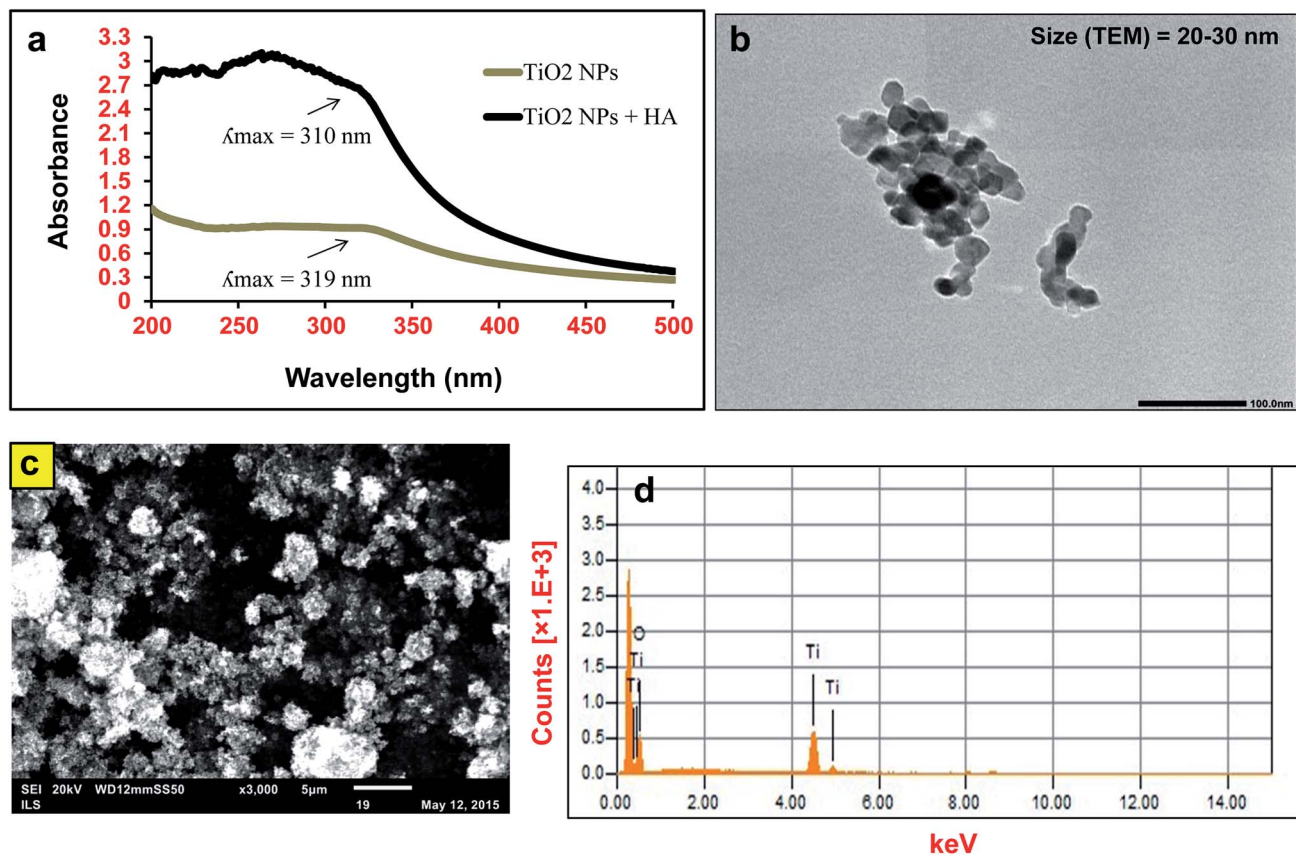 a
3.3
3
2.7
2.4
2.1
1.8
1.5
1.2
0.9
0.6
0.3
0
Absorbance
TiO2 NPs
TiO2 NPs + HA
ʎmax = 310 nm
ʎmax = 319 nm
200 250 300 350 400 450 500
Wavelength (nm)
b
Size (TEM) = 20-30 nm
100.0nm
c
SEI 20kV WD12mmSS50 x3,000 5µm
ILS 19 May 12, 2015
d
Counts [×1.E+3]
4.0
3.5
3.0
2.5
2.0
1.5
1.0
0.5
0.0
O
Ti
Ti
Ti
Ti
0.00 2.00 4.00 6.00 8.00 10.00 12.00 14.00
keV